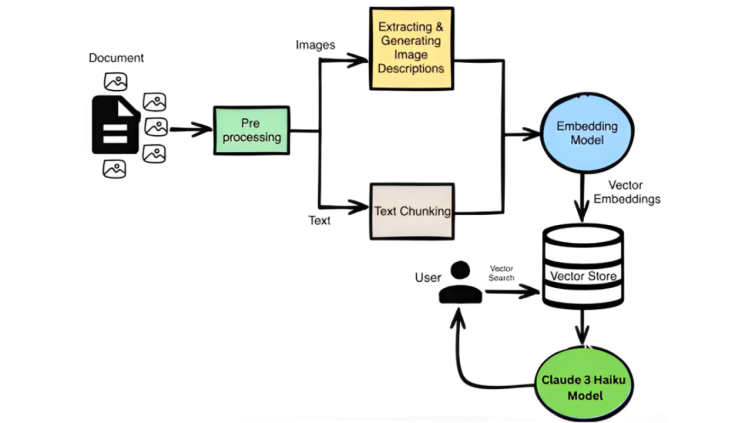 Document
Images
Extracting &
Generating
Image
Descriptions
Pre
processing
Embedding
Model
Text
Text Chunking
Vector
Embeddings
User
Vector
Search
Vector Store
Claude 3 Haiku
Model